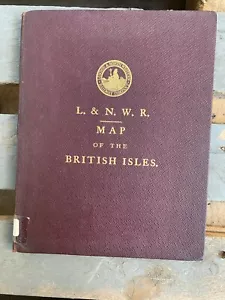 L. & N. W. R.
MAP
OF THE
BRITISH ISLES.